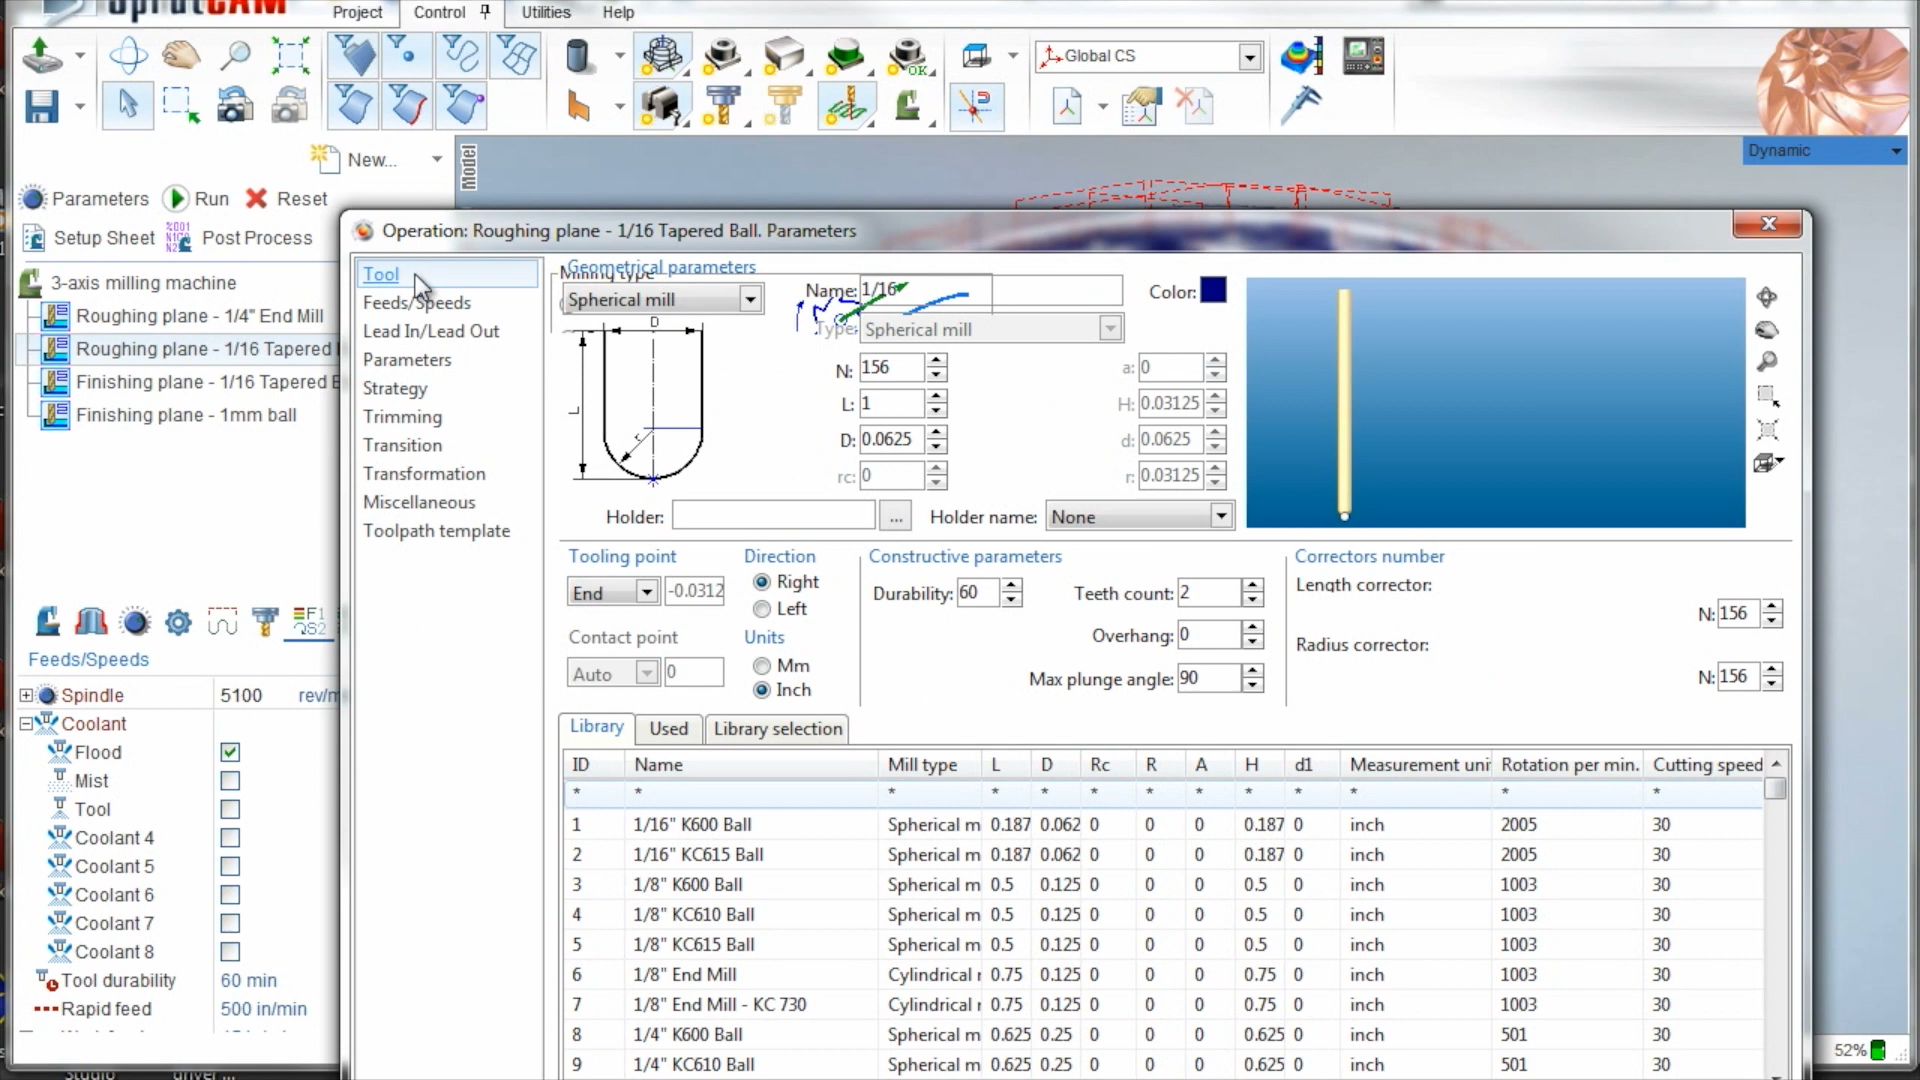 SprutCAM
Project
Control
Utilities
Help
OK
Global CS
New...
Model
Dynamic
Parameters
Run
Reset
Setup Sheet
Post Process
3-axis milling machine
Roughing plane - 1/4" End Mill
Roughing plane - 1/16 Tapered
Finishing plane - 1/16 Tapered
Finishing plane - 1mm ball
Feeds/Speeds
Spindle 5100
Coolant
Flood
Mist
Tool
Coolant 4
Coolant 5
Coolant 6
Coolant 7
Coolant 8
Tool durability 60 min
Rapid feed 500 in/min
Operation: Roughing plane - 1/16 Tapered Ball. Parameters
Tool
Feeds/Speeds
Lead In/Lead Out
Parameters
Strategy
Trimming
Transition
Transformation
Miscellaneous
Toolpath template
Milling type
Geometrical parameters
Spherical mill
Name: 1/16
Color:
Type: Spherical mill
D
L
r
N: 156
a: 0
L: 1
H: 0.03125
D: 0.0625
d: 0.0625
rc: 0
r: 0.03125
Holder:
...
Holder name: None
Tooling point
Direction
Constructive parameters
Correctors number
End
-0.0312
Right
Left
Durability: 60
Teeth count: 2
Length corrector:
N: 156
Contact point
Units
Overhang: 0
Radius corrector:
Auto
0
Mm
Inch
Max plunge angle: 90
N: 156
Library
Used
Library selection
ID Name Mill type L D Rc R A H d1 Measurement uni Rotation per min. Cutting speed
* * * * * * * * * * * * *
1 1/16" K600 Ball Spherical m 0.187 0.062 0 0 0 0.187 0 inch 2005 30
2 1/16" KC615 Ball Spherical m 0.187 0.062 0 0 0 0.187 0 inch 2005 30
3 1/8" K600 Ball Spherical m 0.5 0.125 0 0 0 0.5 0 inch 1003 30
4 1/8" KC610 Ball Spherical m 0.5 0.125 0 0 0 0.5 0 inch 1003 30
5 1/8" KC615 Ball Spherical m 0.5 0.125 0 0 0 0.5 0 inch 1003 30
6 1/8" End Mill Cylindrical 0.75 0.125 0 0 0 0.75 0 inch 1003 30
7 1/8" End Mill - KC 730 Cylindrical 0.75 0.125 0 0 0 0.75 0 inch 1003 30
8 1/4" K600 Ball Spherical m 0.625 0.25 0 0 0 0.625 0 inch 501 30
9 1/4" KC610 Ball Spherical m 0.625 0.25 0 0 0 0.625 0 inch 501 30
52%